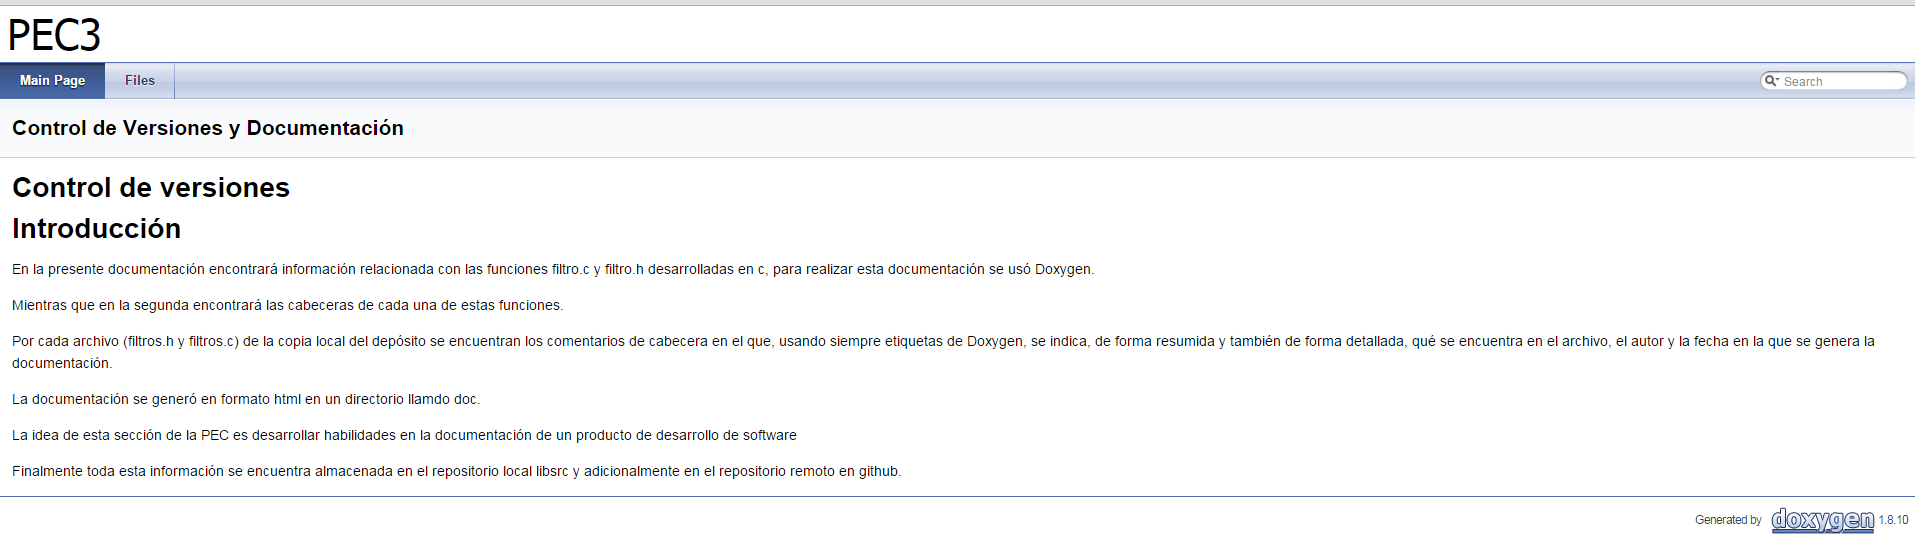 PEC3
Main Page
Files
Search
Control de Versiones y Documentación
Control de versiones
Introducción
En la presente documentación encontrará información relacionada con las funciones filtro.c y filtro.h desarrolladas en c, para realizar esta documentación se usó Doxygen.
Mientras que en la segunda encontrará las cabeceras de cada una de estas funciones.
Por cada archivo (filtros.h y filtros.c) de la copia local del depósito se encuentran los comentarios de cabecera en el que, usando siempre etiquetas de Doxygen, se indica, de forma resumida y también de forma detallada, qué se encuentra en el archivo, el autor y la fecha en la que se genera la
documentación.
La documentación se generó en formato html en un directorio llamdo doc.
La idea de esta sección de la PEC es desarrollar habilidades en la documentación de un producto de desarrollo de software
Finalmente toda esta información se encuentra almacenada en el repositorio local libsrc y adicionalmente en el repositorio remoto en github.
Generated by doxygen 1.8.10